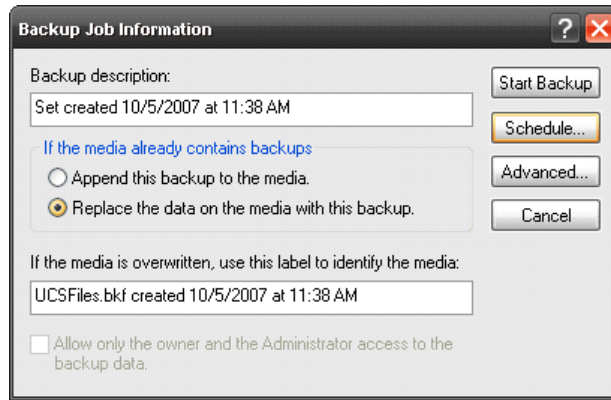 Backup Job Information
Backup description:
Start Backup
Set created 10/5/2007 at 11:38 AM
Schedule...
If the media already contains backups
Append this backup to the media.
Advanced...
Replace the data on the media with this backup.
Cancel
If the media is overwritten, use this label to identify the media:
UCSFiles.bkf created 10/5/2007 at 11:38 AM
Allow only the owner and the Administrator access to the
backup data.